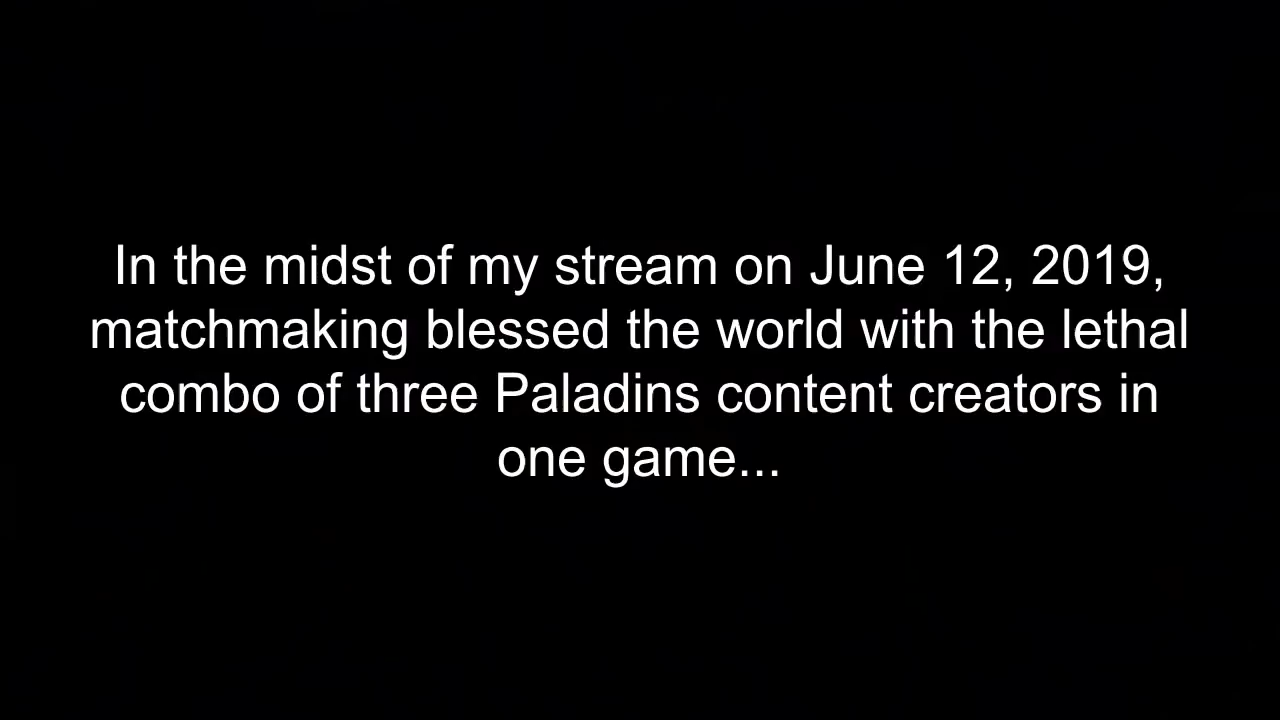 In the midst of my stream on June 12, 2019,
matchmaking blessed the world with the lethal
combo of three Paladins content creators in
one game...